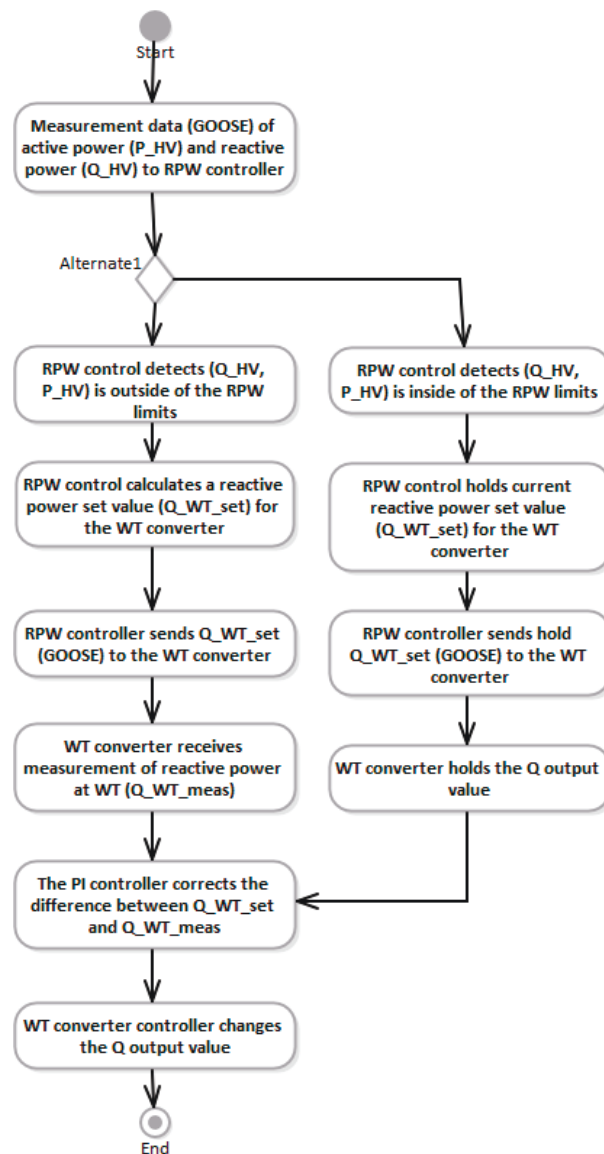 Start
Measurement data (GOOSE) of
active power (P_HV) and reactive
power (Q_HV) to RPW controller
Alternate1
RPW control detects (Q_HV,
P_HV) is outside of the RPW
limits
RPW control detects (Q_HV,
P_HV) is inside of the RPW limits
RPW control calculates a reactive
power set value (Q_WT_set) for
the WT converter
RPW control holds current
reactive power set value
(Q_WT_set) for the WT
converter
RPW controller sends Q_WT_set
(GOOSE) to the WT converter
RPW controller sends hold
Q_WT_set (GOOSE) to the WT
converter
WT converter receives
measurement of reactive power
at WT (Q_WT_meas)
WT converter holds the Q output
value
The PI controller corrects the
difference between Q_WT_set
and Q_WT_meas
WT converter controller changes
the Q output value
End